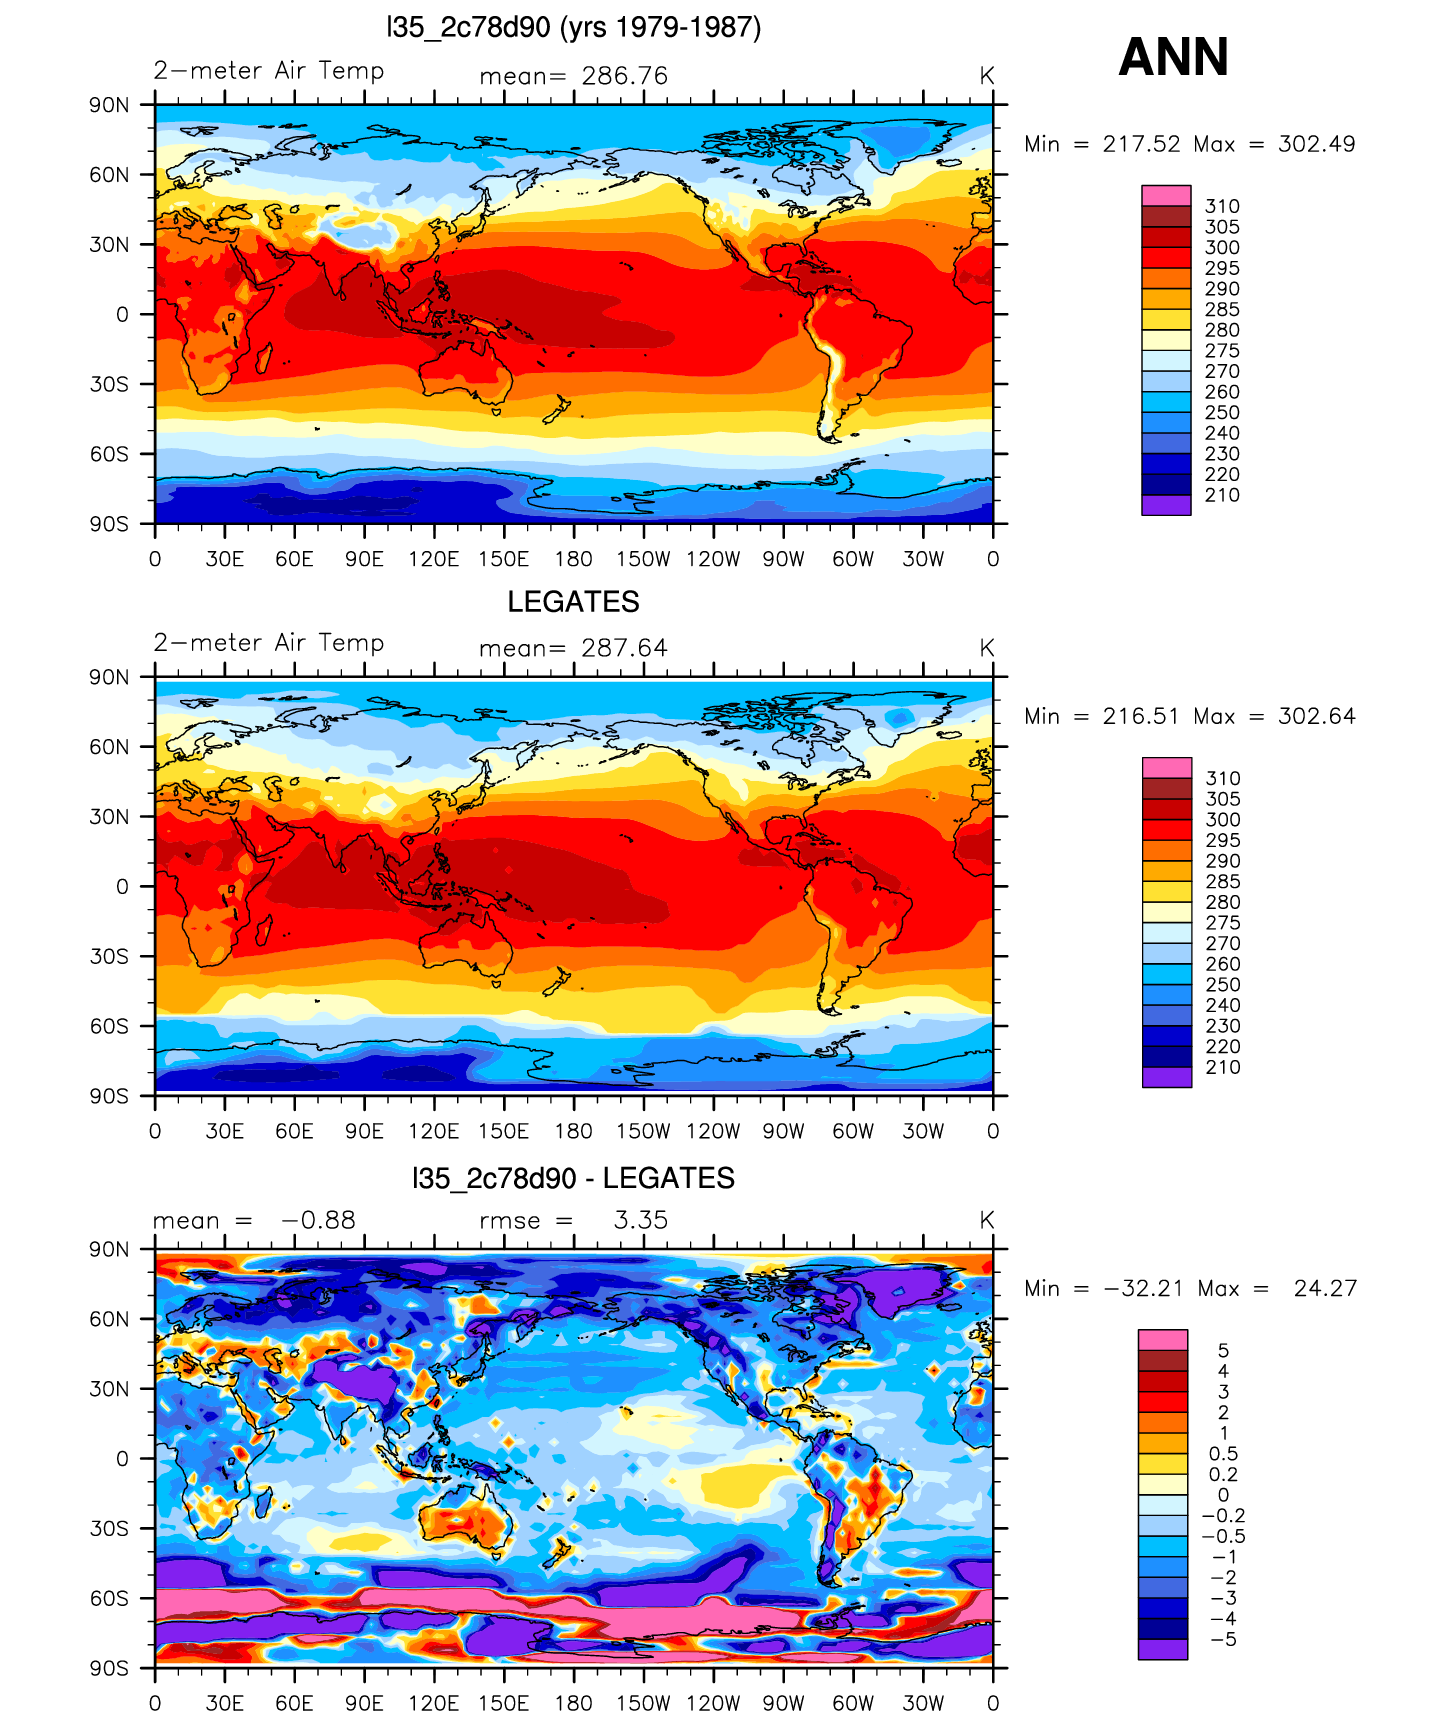 l35_2c78d90 (yrs 1979-1987)
ANN
2-meter Air Temp mean= 286.76 K
Min = 217.52 Max = 302.49
90N
60N
30N
0
30S
60S
90S
0 30E 60E 90E 120E 150E 180 150W 120W 90W 60W 30W 0
310
305
300
295
290
285
280
275
270
260
250
240
230
220
210
LEGATES
2-meter Air Temp mean= 287.64 K
Min = 216.51 Max = 302.64
90N
60N
30N
0
30S
60S
90S
0 30E 60E 90E 120E 150E 180 150W 120W 90W 60W 30W 0
310
305
300
295
290
285
280
275
270
260
250
240
230
220
210
l35_2c78d90 - LEGATES
mean = -0.88 rmse = 3.35 K
Min = -32.21 Max = 24.27
90N
60N
30N
0
30S
60S
90S
0 30E 60E 90E 120E 150E 180 150W 120W 90W 60W 30W 0
5
4
3
2
1
0.5
0.2
0
-0.2
-0.5
-1
-2
-3
-4
-5